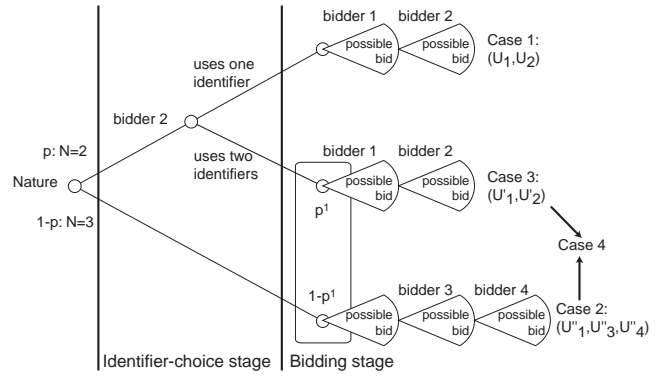 bidder 1 bidder 2
possible bid
possible bid
Case 1:
(U1,U2)
uses one
identifier
bidder 2
p: N=2
uses two
identifiers
bidder 1 bidder 2
possible bid
possible bid
Case 3:
(U'1,U'2)
Nature
p¹
1-p: N=3
Case 4
1-p¹
bidder 3 bidder 4
possible bid
possible bid
possible bid
Case 2:
(U"1,U"3,U"4)
Identifier-choice stage
Bidding stage